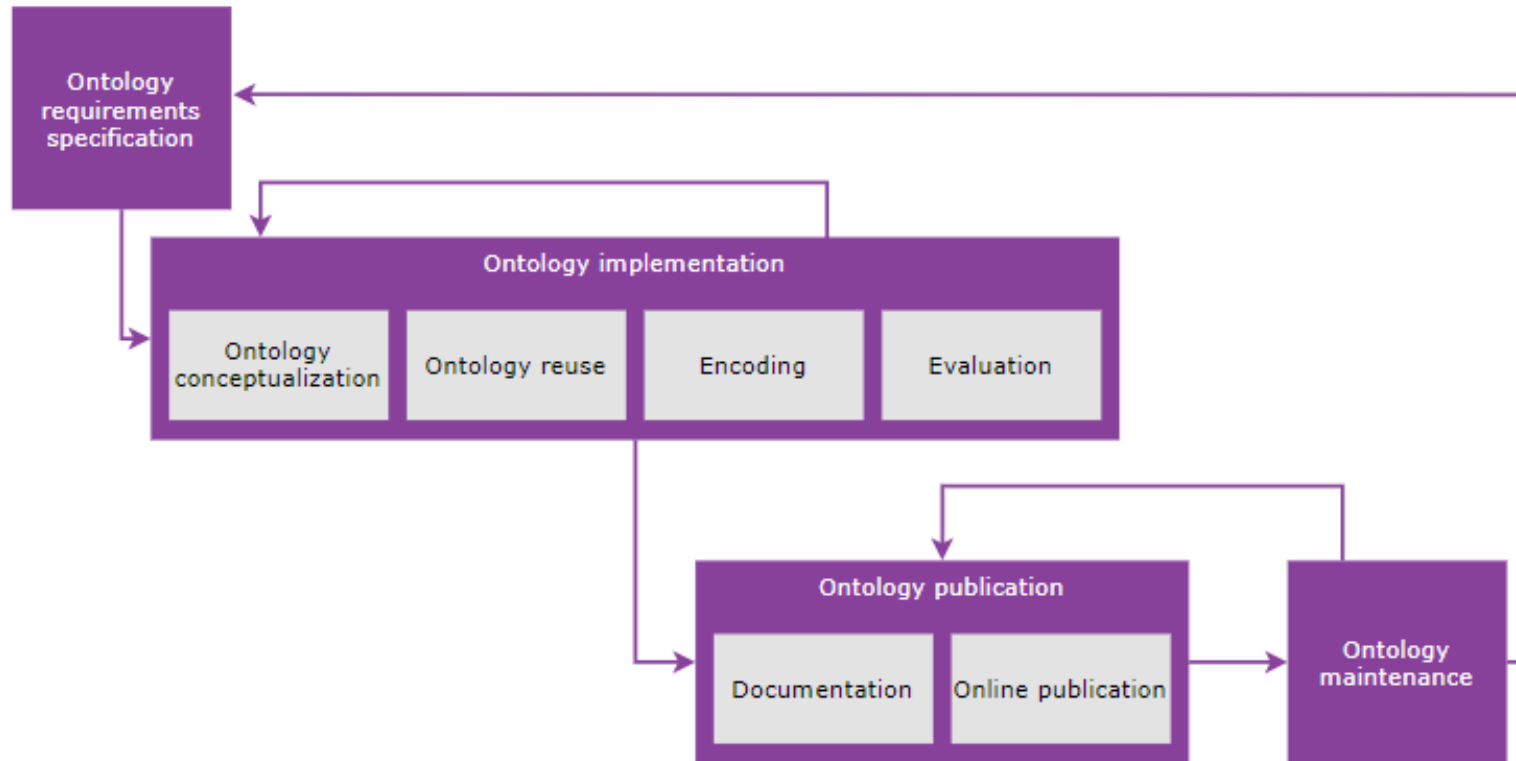 Ontology
requirements
specification
Ontology implementation
Ontology
conceptualization
Ontology reuse
Encoding
Evaluation
Ontology publication
Documentation
Online publication
Ontology
maintenance